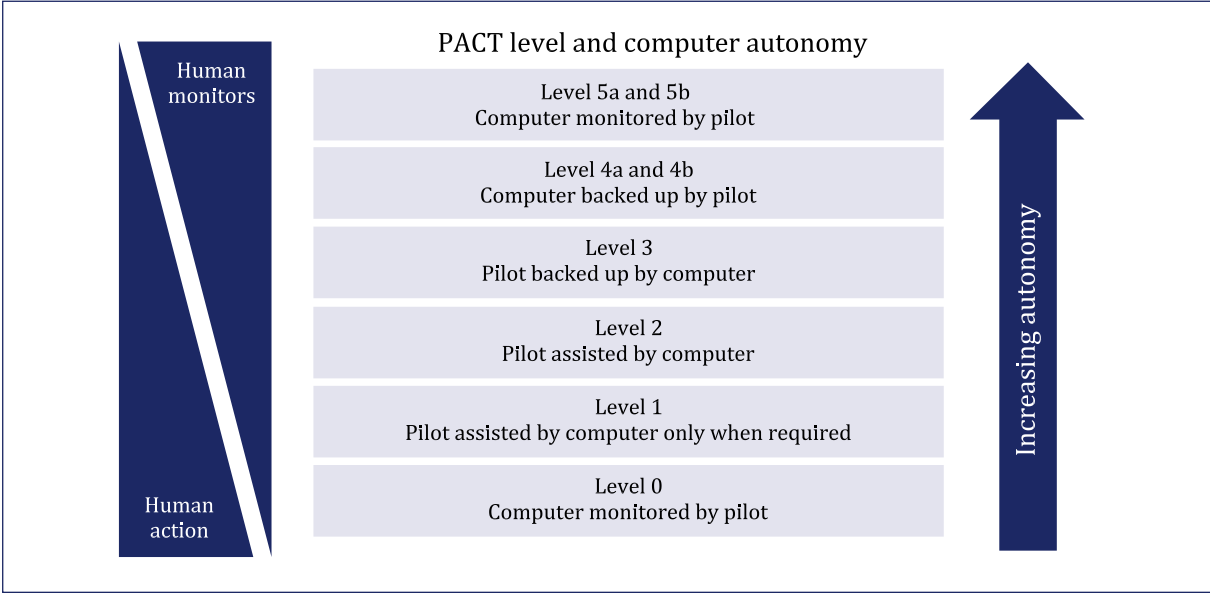 PACT level and computer autonomy
Human
monitors
Level 5a and 5b
Computer monitored by pilot
Level 4a and 4b
Computer backed up by pilot
Level 3
Pilot backed up by computer
Level 2
Pilot assisted by computer
Level 1
Pilot assisted by computer only when required
Level 0
Computer monitored by pilot
Human
action
Increasing autonomy